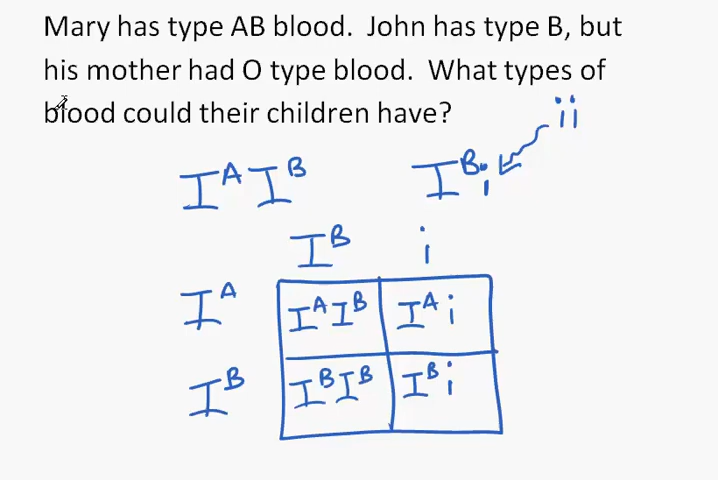 Mary has type AB blood.  John has type B, but
his mother had O type blood.  What types of
blood could their children have?
ii
I^A I^B I^B i
I^B i
I^A I^A I^B I^A i
I^B I^B I^B I^B i